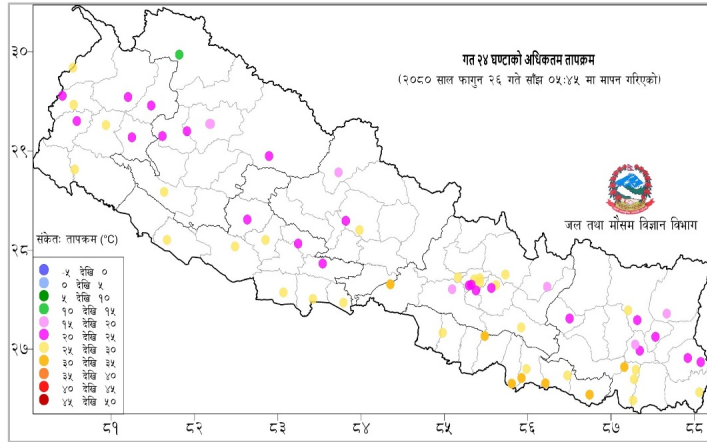 गत २४ घण्टाको अधिकतम तापक्रम
(२०८० साल फागुन २६ गते साँझ ०५:४५ मा मापन गरिएको)
३०
२९
२८
२७
जल तथा मौसम विज्ञान विभाग
संकेतः तापक्रम (°C)
-५ देखि ०
० देखि ५
५ देखि १०
१० देखि १५
१५ देखि २०
२० देखि २५
२५ देखि ३०
३० देखि ३५
३५ देखि ४०
४० देखि ४५
४५ देखि ५०
८१ ८२ ८३ ८४ ८५ ८६ ८७ ८८